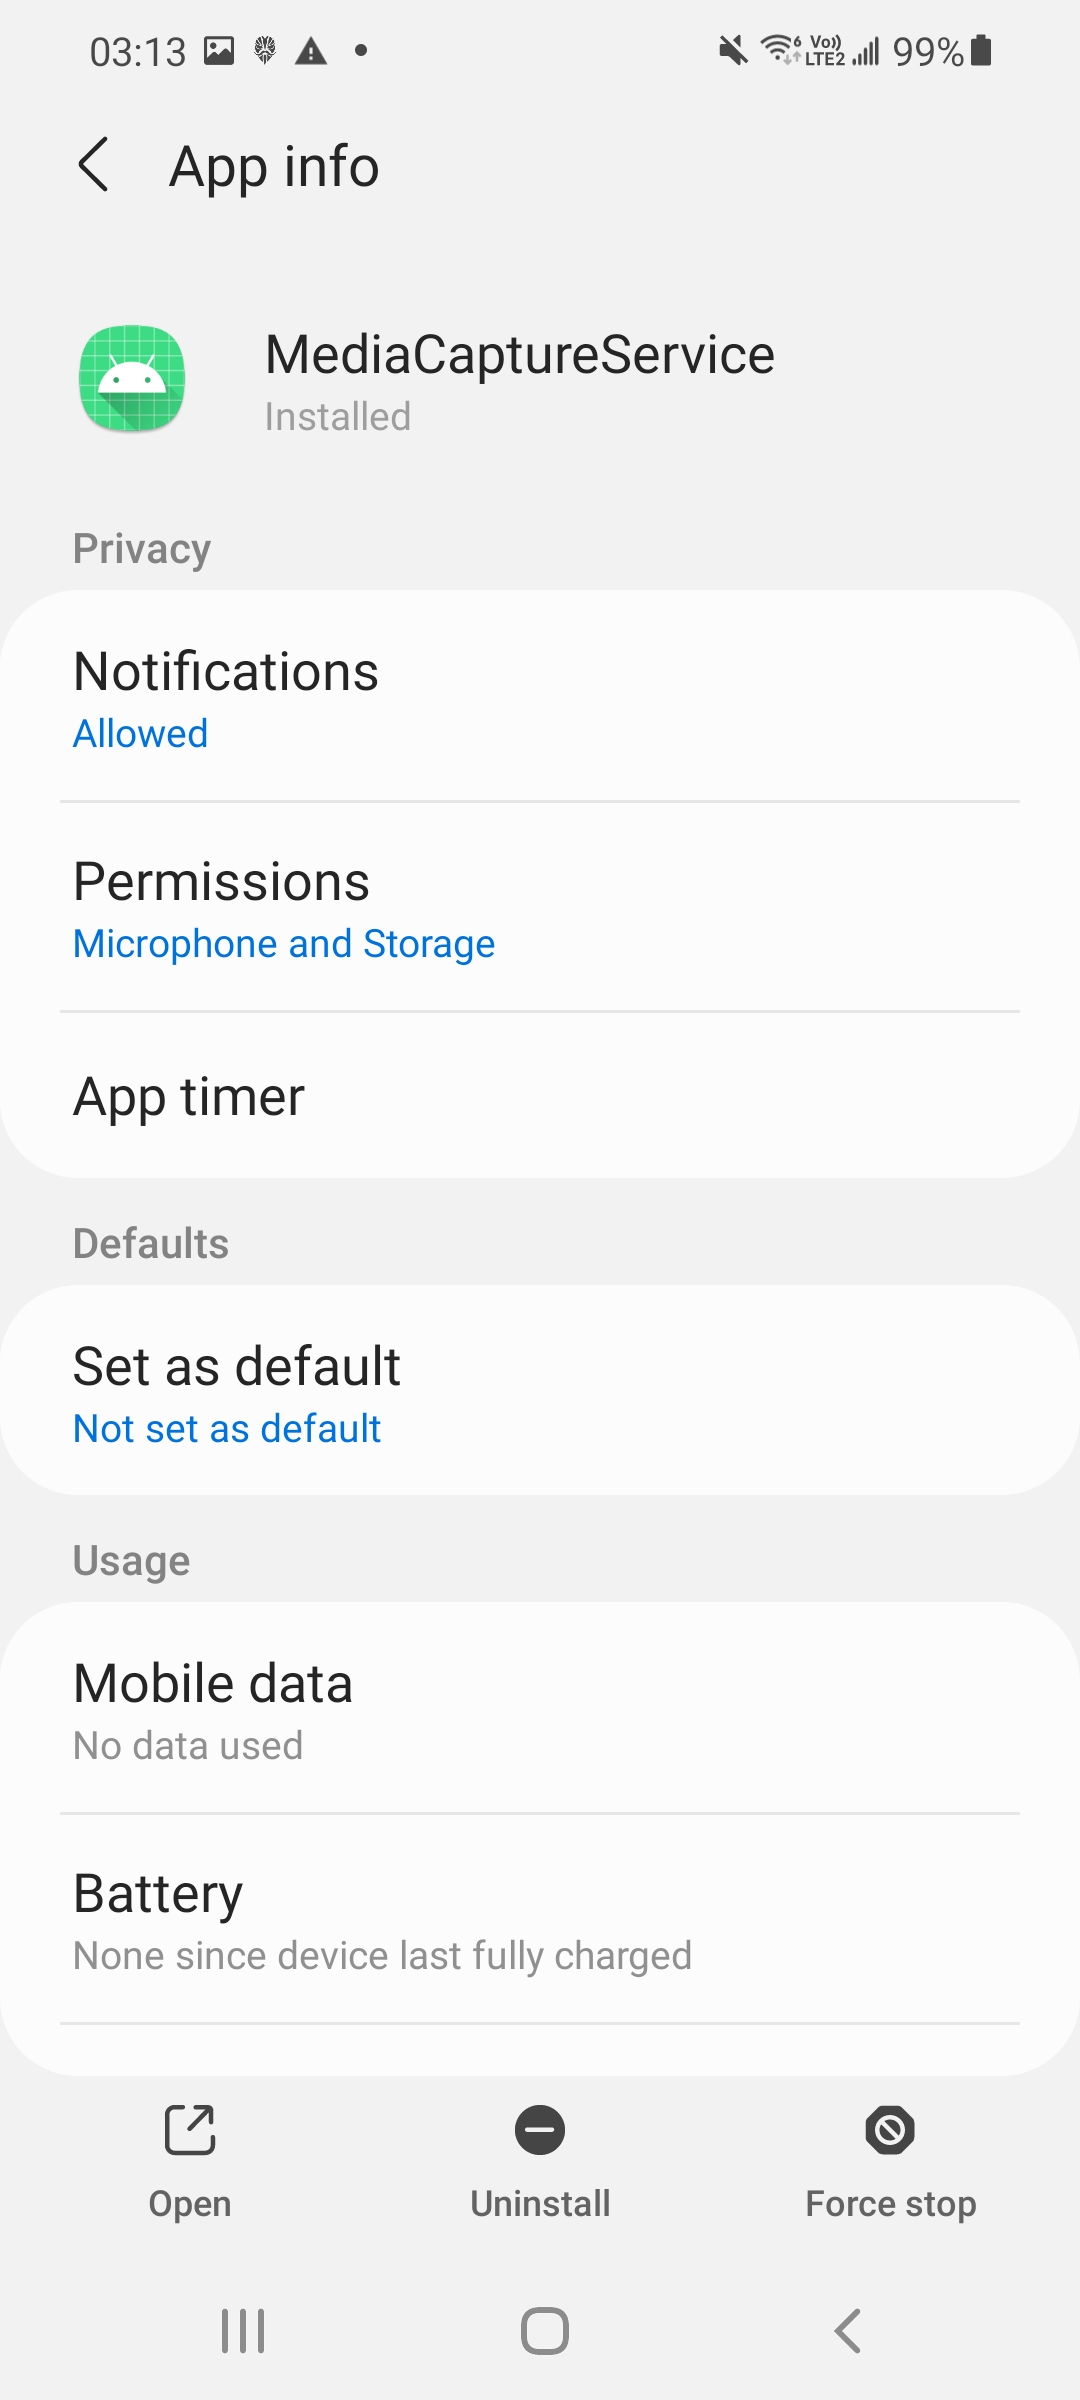 03:13
6 Vo)) LTE2 99%
App info
MediaCaptureService
Installed
Privacy
Notifications
Allowed
Permissions
Microphone and Storage
App timer
Defaults
Set as default
Not set as default
Usage
Mobile data
No data used
Battery
None since device last fully charged
Open Uninstall Force stop